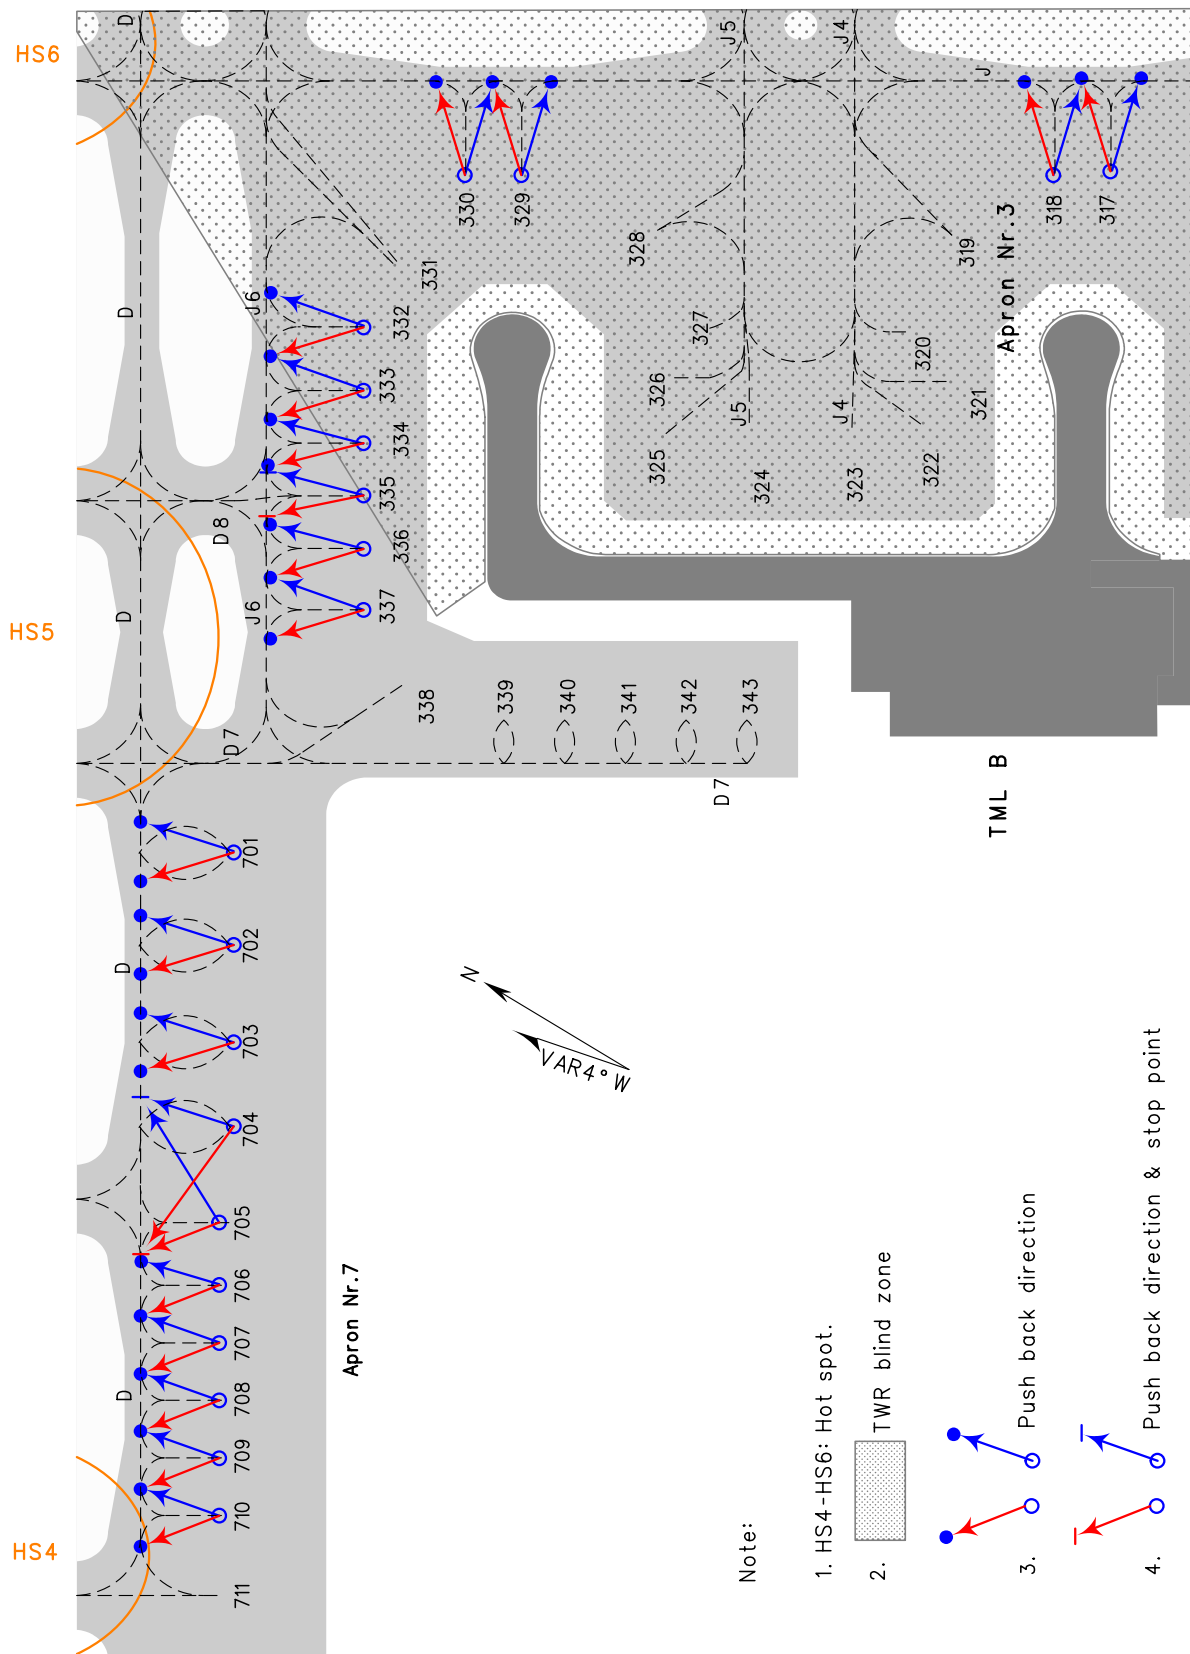 HS6
D
J5
J4
J
330
329
318
317
328
319
Apron Nr.3
331
D
J6
332
327
320
333
326
321
J5
J4
334
325
324
323
322
335
D8
336
HS5
D
J6
337
338
339
340
341
342
343
D7
D7
TML B
701
702
D
N
VAR4°W
703
704
705
706
Apron Nr.7
707
D
708
709
710
HS4
711
Note:
1. HS4-HS6: Hot spot.
2. TWR blind zone
3. Push back direction
4. Push back direction & stop point